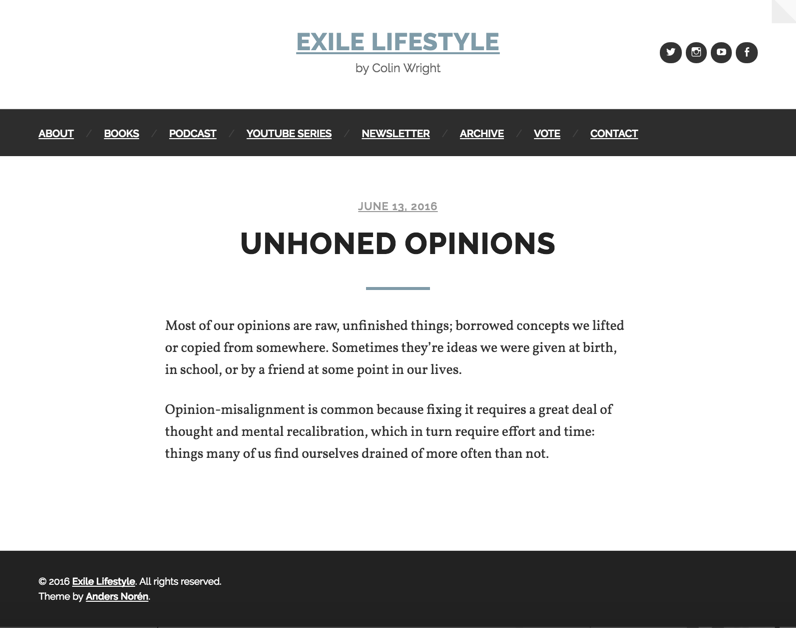 EXILE LIFESTYLE
by Colin Wright
ABOUT / BOOKS / PODCAST / YOUTUBE SERIES / NEWSLETTER / ARCHIVE / VOTE / CONTACT
JUNE 13, 2016
UNHONED OPINIONS
Most of our opinions are raw, unfinished things; borrowed concepts we lifted
or copied from somewhere. Sometimes they’re ideas we were given at birth,
in school, or by a friend at some point in our lives.
Opinion-misalignment is common because fixing it requires a great deal of
thought and mental recalibration, which in turn require effort and time:
things many of us find ourselves drained of more often than not.
© 2016 Exile Lifestyle. All rights reserved.
Theme by Anders Norén.